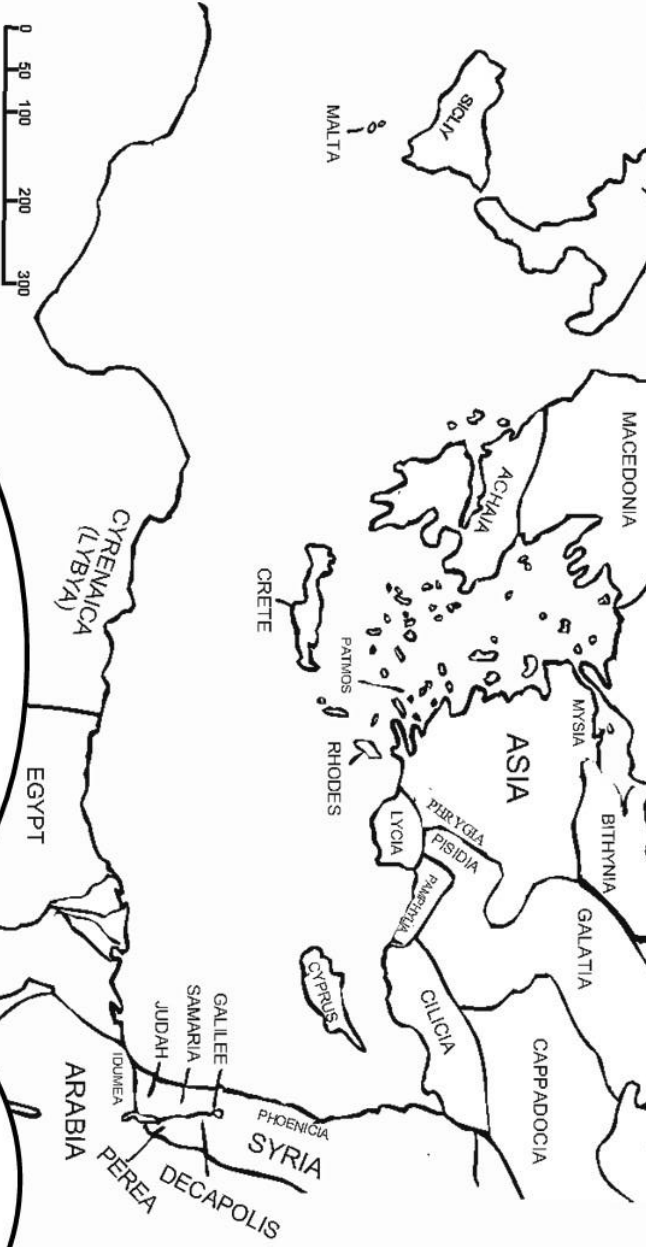 MACEDONIA
BITHYNIA
GALATIA
MYSIA
CAPPADOCIA
ASIA
ACHAIA
SICLIY
PHRYGIA
PISIDIA
CILICIA
PAMPHYLIA
LYCIA
MALTA
PATMOS
RHODES
CYPRUS
CRETE
PHOENICIA
SYRIA
GALILEE
SAMARIA
JUDAH
DECAPOLIS
IDUMEA
PEREA
CYRENAICA
(LYBYA)
ARABIA
EGYPT
0 50 100 200 300